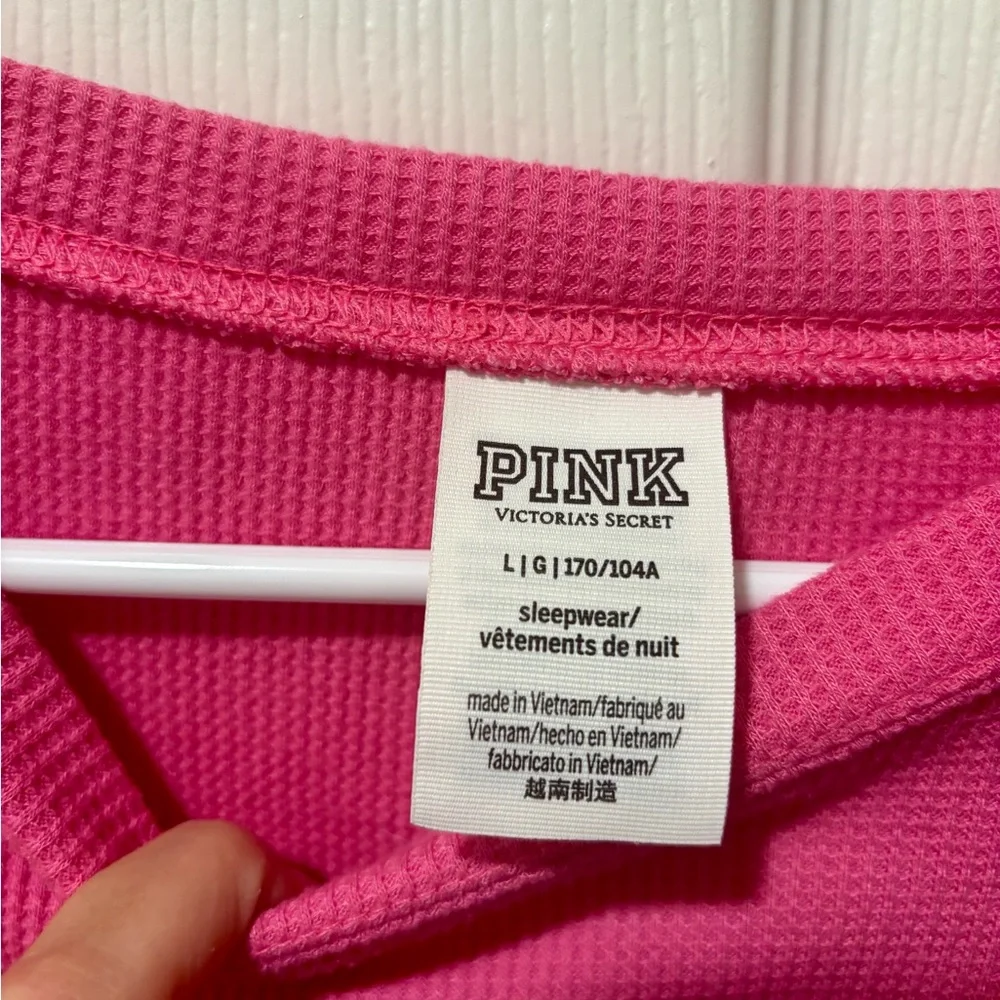 PINK
VICTORIA'S SECRET
L | G | 170/104A
sleepwear/
vêtements de nuit
made in Vietnam/fabriqué au
Vietnam/hecho en Vietnam/
fabbricato in Vietnam/
越南制造